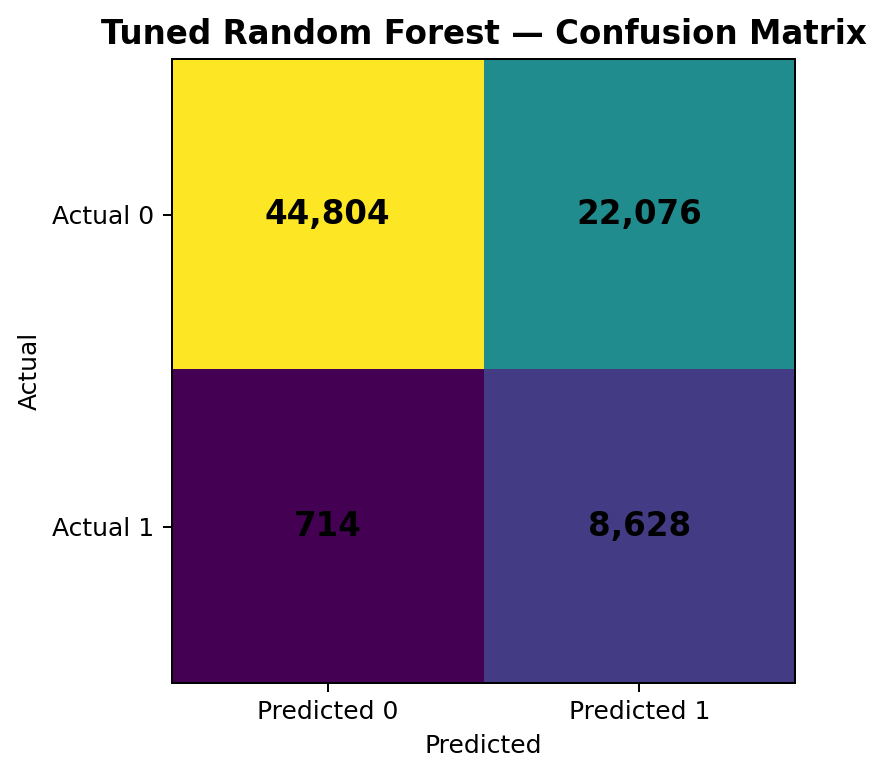 Tuned Random Forest — Confusion Matrix
Actual 0
44,804
22,076
Actual
Actual 1
714
8,628
Predicted 0
Predicted 1
Predicted